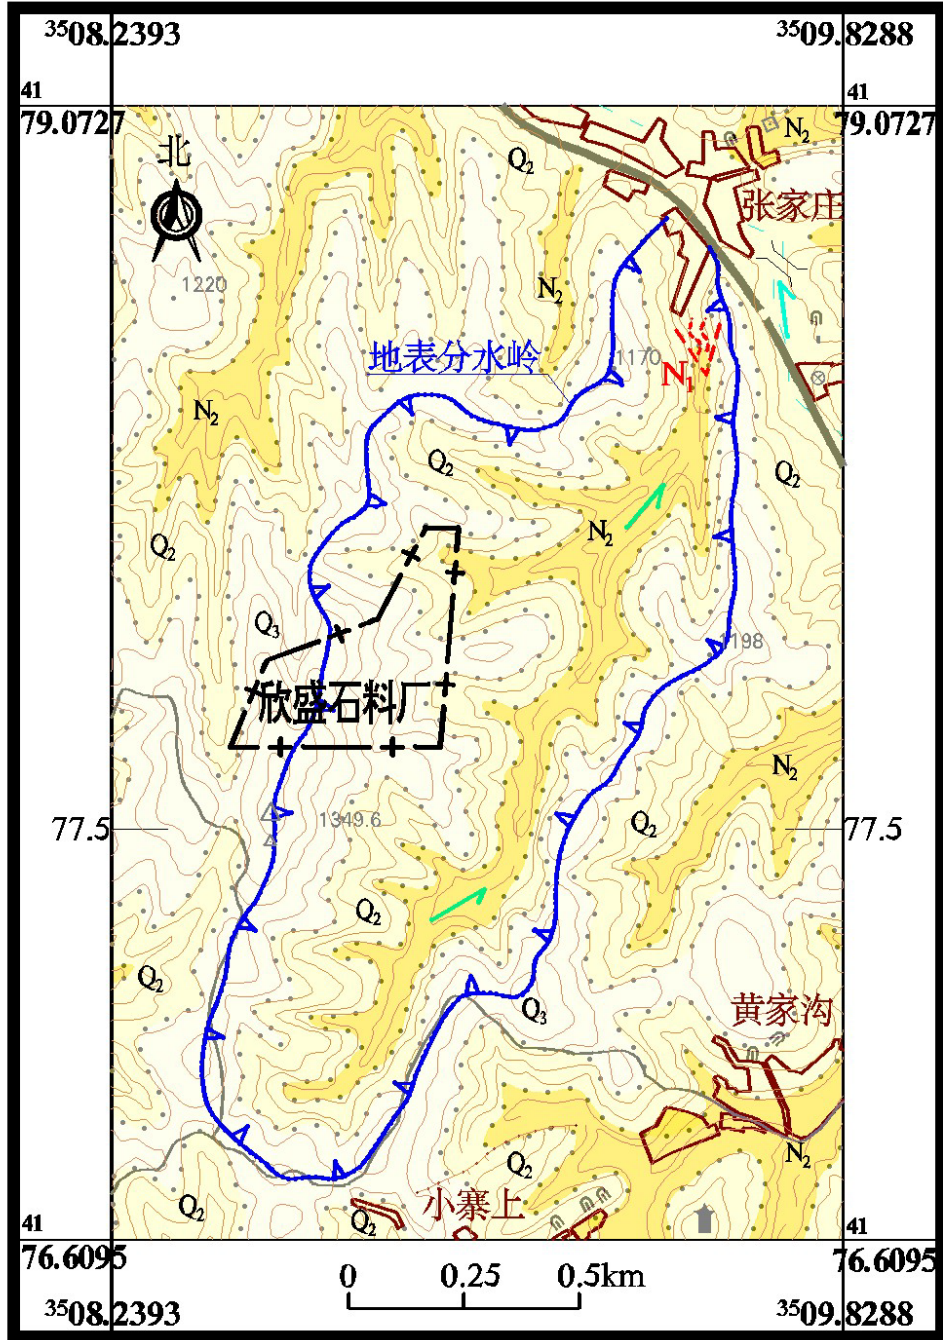 ³⁵08.2393 ³⁵09.8288
41 41
79.0727 79.0727
北
Q₂ N₂
张家庄
1220
N₂
地表分水岭
1170
N₁
N₂
Q₂
Q₂
N₂
Q₂
Q₃
1198
欣盛石料厂
N₂
1349.6
77.5 77.5
Q₂
Q₂
Q₂
Q₃
黄家沟
N₂
Q₂
Q₂
小寨上
Q₂
41 41
76.6095 76.6095
0 0.25 0.5km
³⁵08.2393 ³⁵09.8288